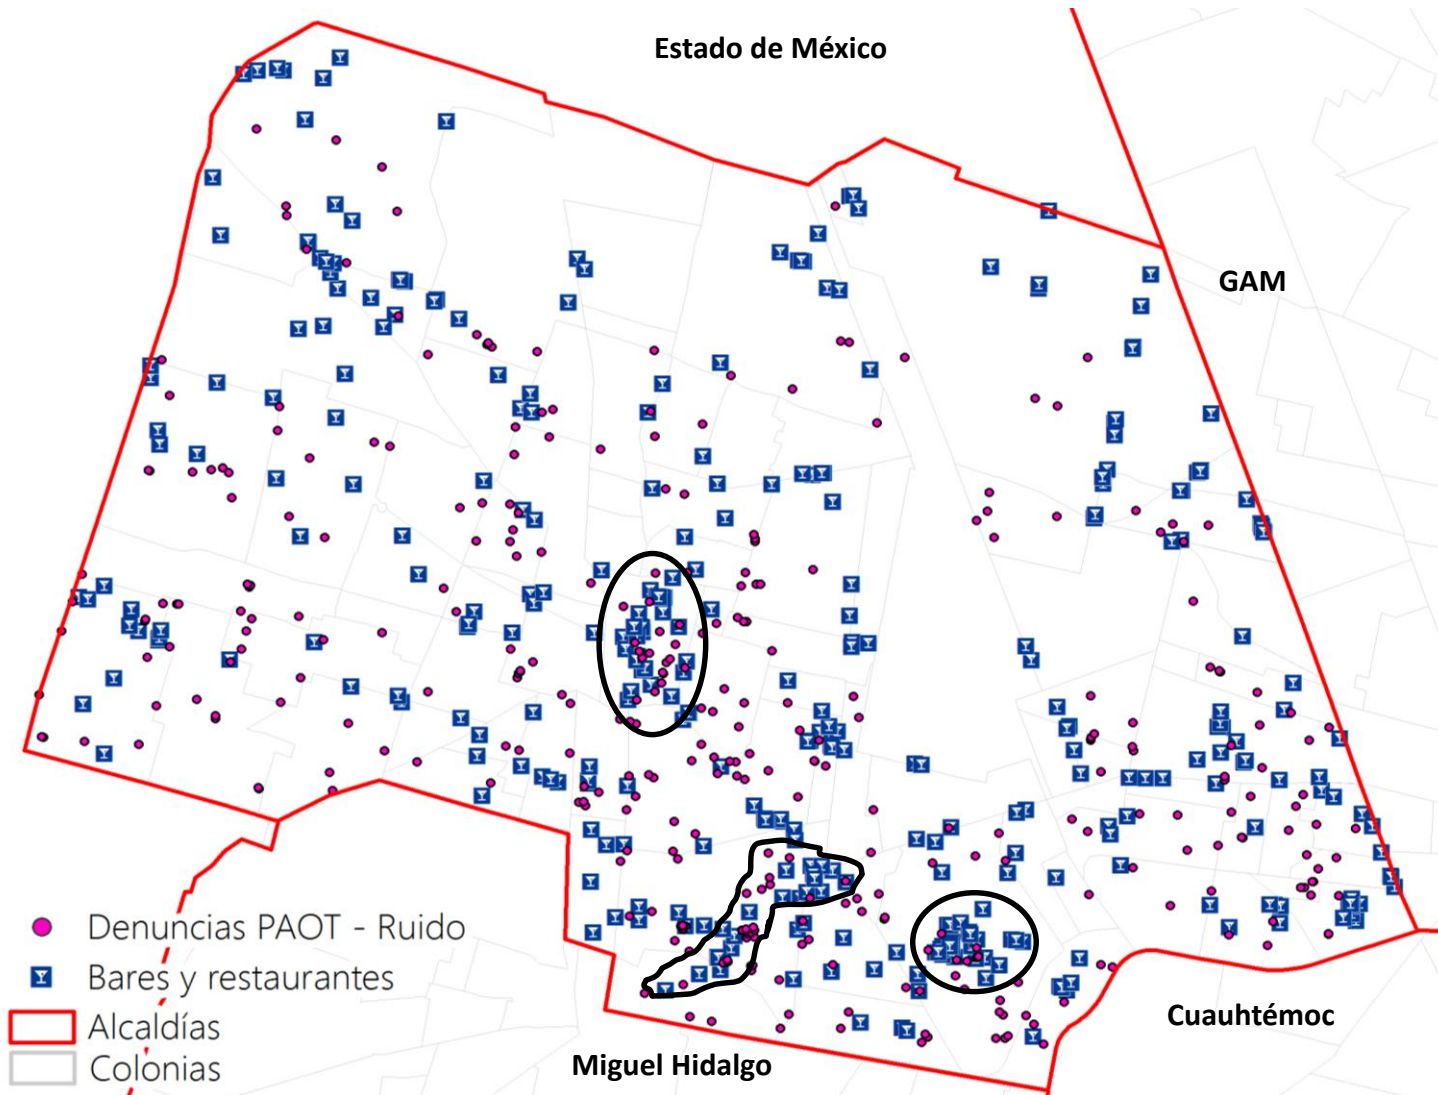 Estado de México
GAM
Denuncias PAOT - Ruido
Bares y restaurantes
Alcaldías
Colonias
Cuauhtémoc
Miguel Hidalgo